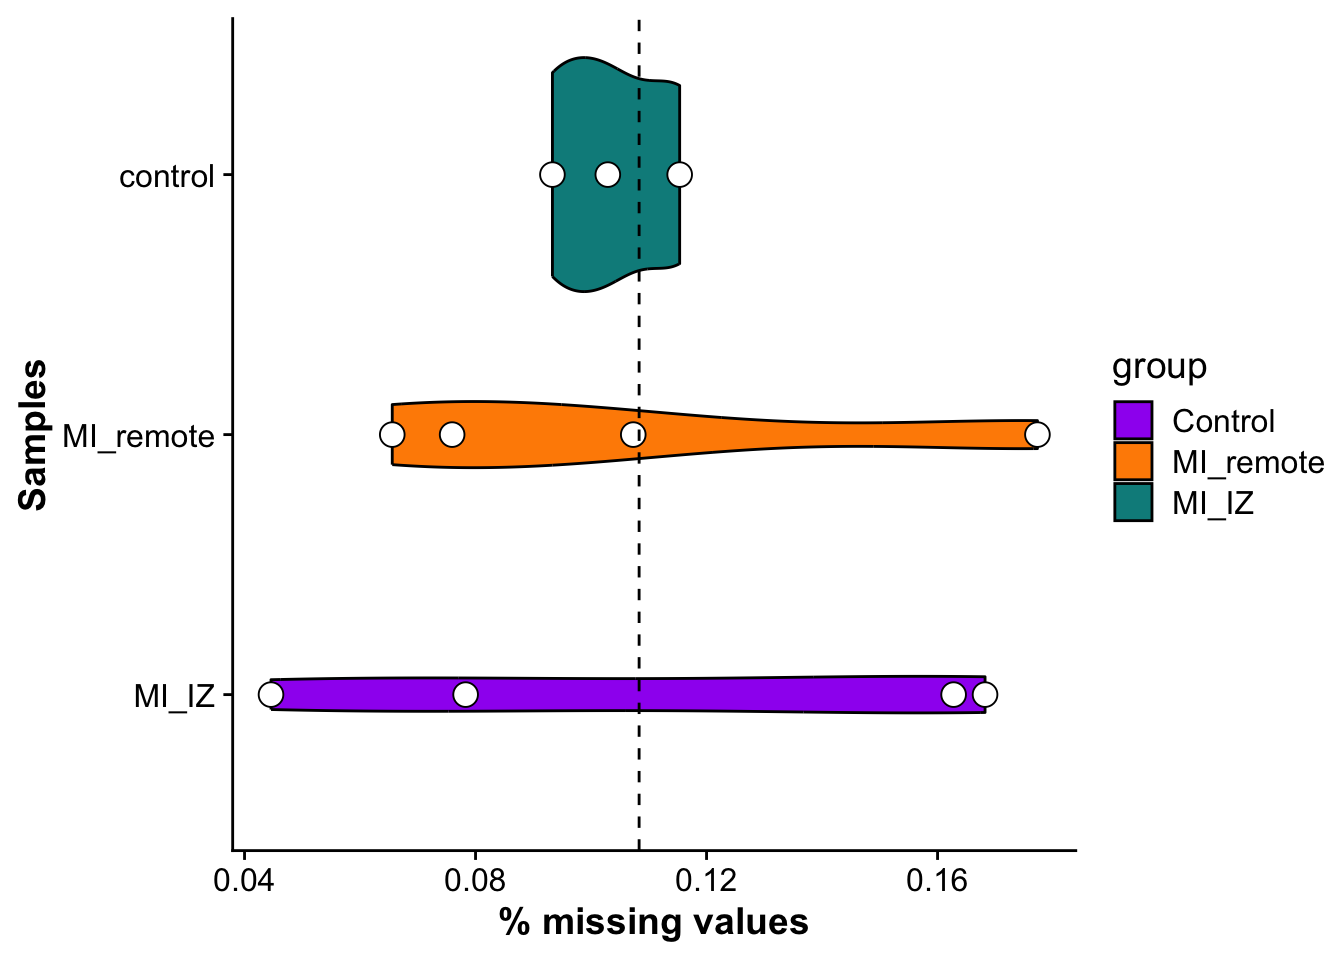 Samples
control
MI_remote
MI_IZ
0.04
0.08
0.12
0.16
% missing values
group
Control
MI_remote
MI_IZ